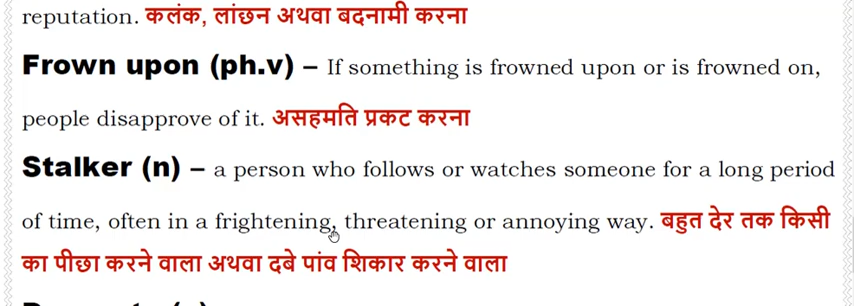 reputation. कलंक, लांछन अथवा बदनामी करना
Frown upon (ph.v) – If something is frowned upon or is frowned on,
people disapprove of it. असहमति प्रकट करना
Stalker (n) – a person who follows or watches someone for a long period
of time, often in a frightening, threatening or annoying way. बहुत देर तक किसी
का पीछा करने वाला अथवा दबे पांव शिकार करने वाला